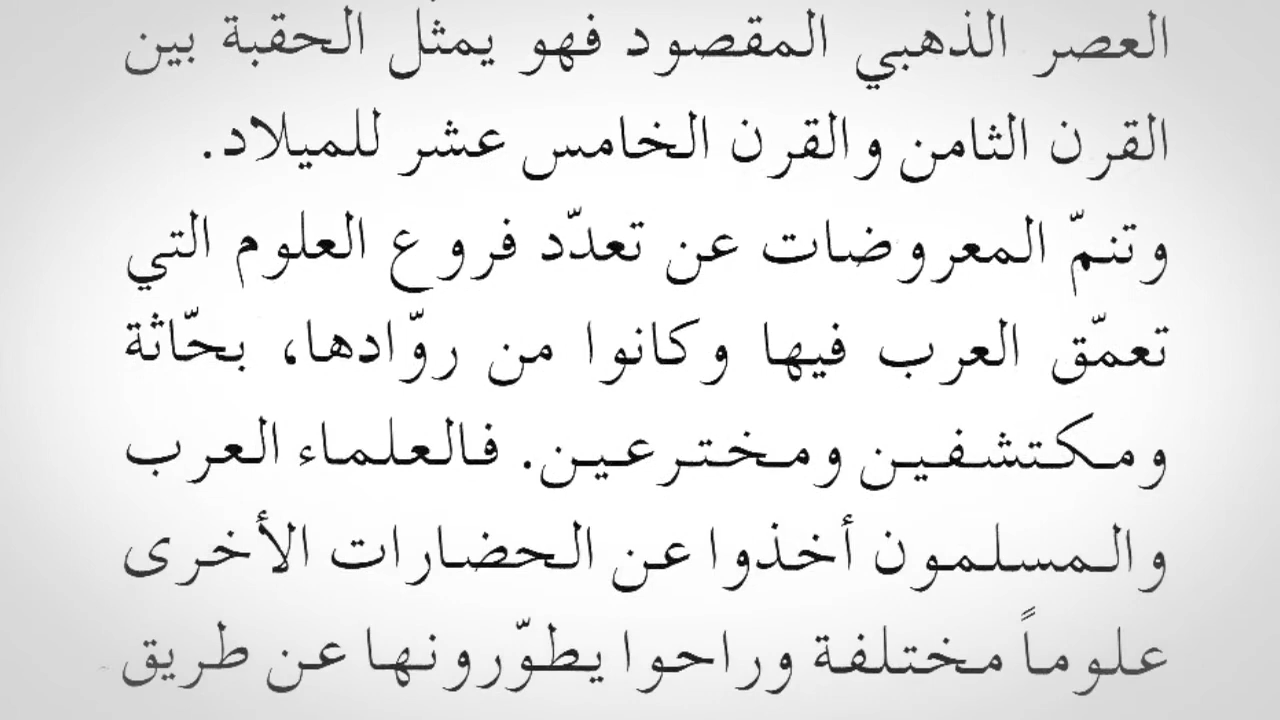 العصر الذهبي المقصود فهو يمثّل الحقبة بين
القرن الثامن والقرن الخامس عشر للميلاد.
وتنمّ المعروضات عن تعدّد فروع العلوم التي
تعمّق العرب فيها وكانوا من روّادها، بحّاثة
ومكتشفين ومخترعين. فالعلماء العرب
والمسلمون أخذوا عن الحضارات الأخرى
علوماً مختلفة وراحوا يطوّرونها عن طريق